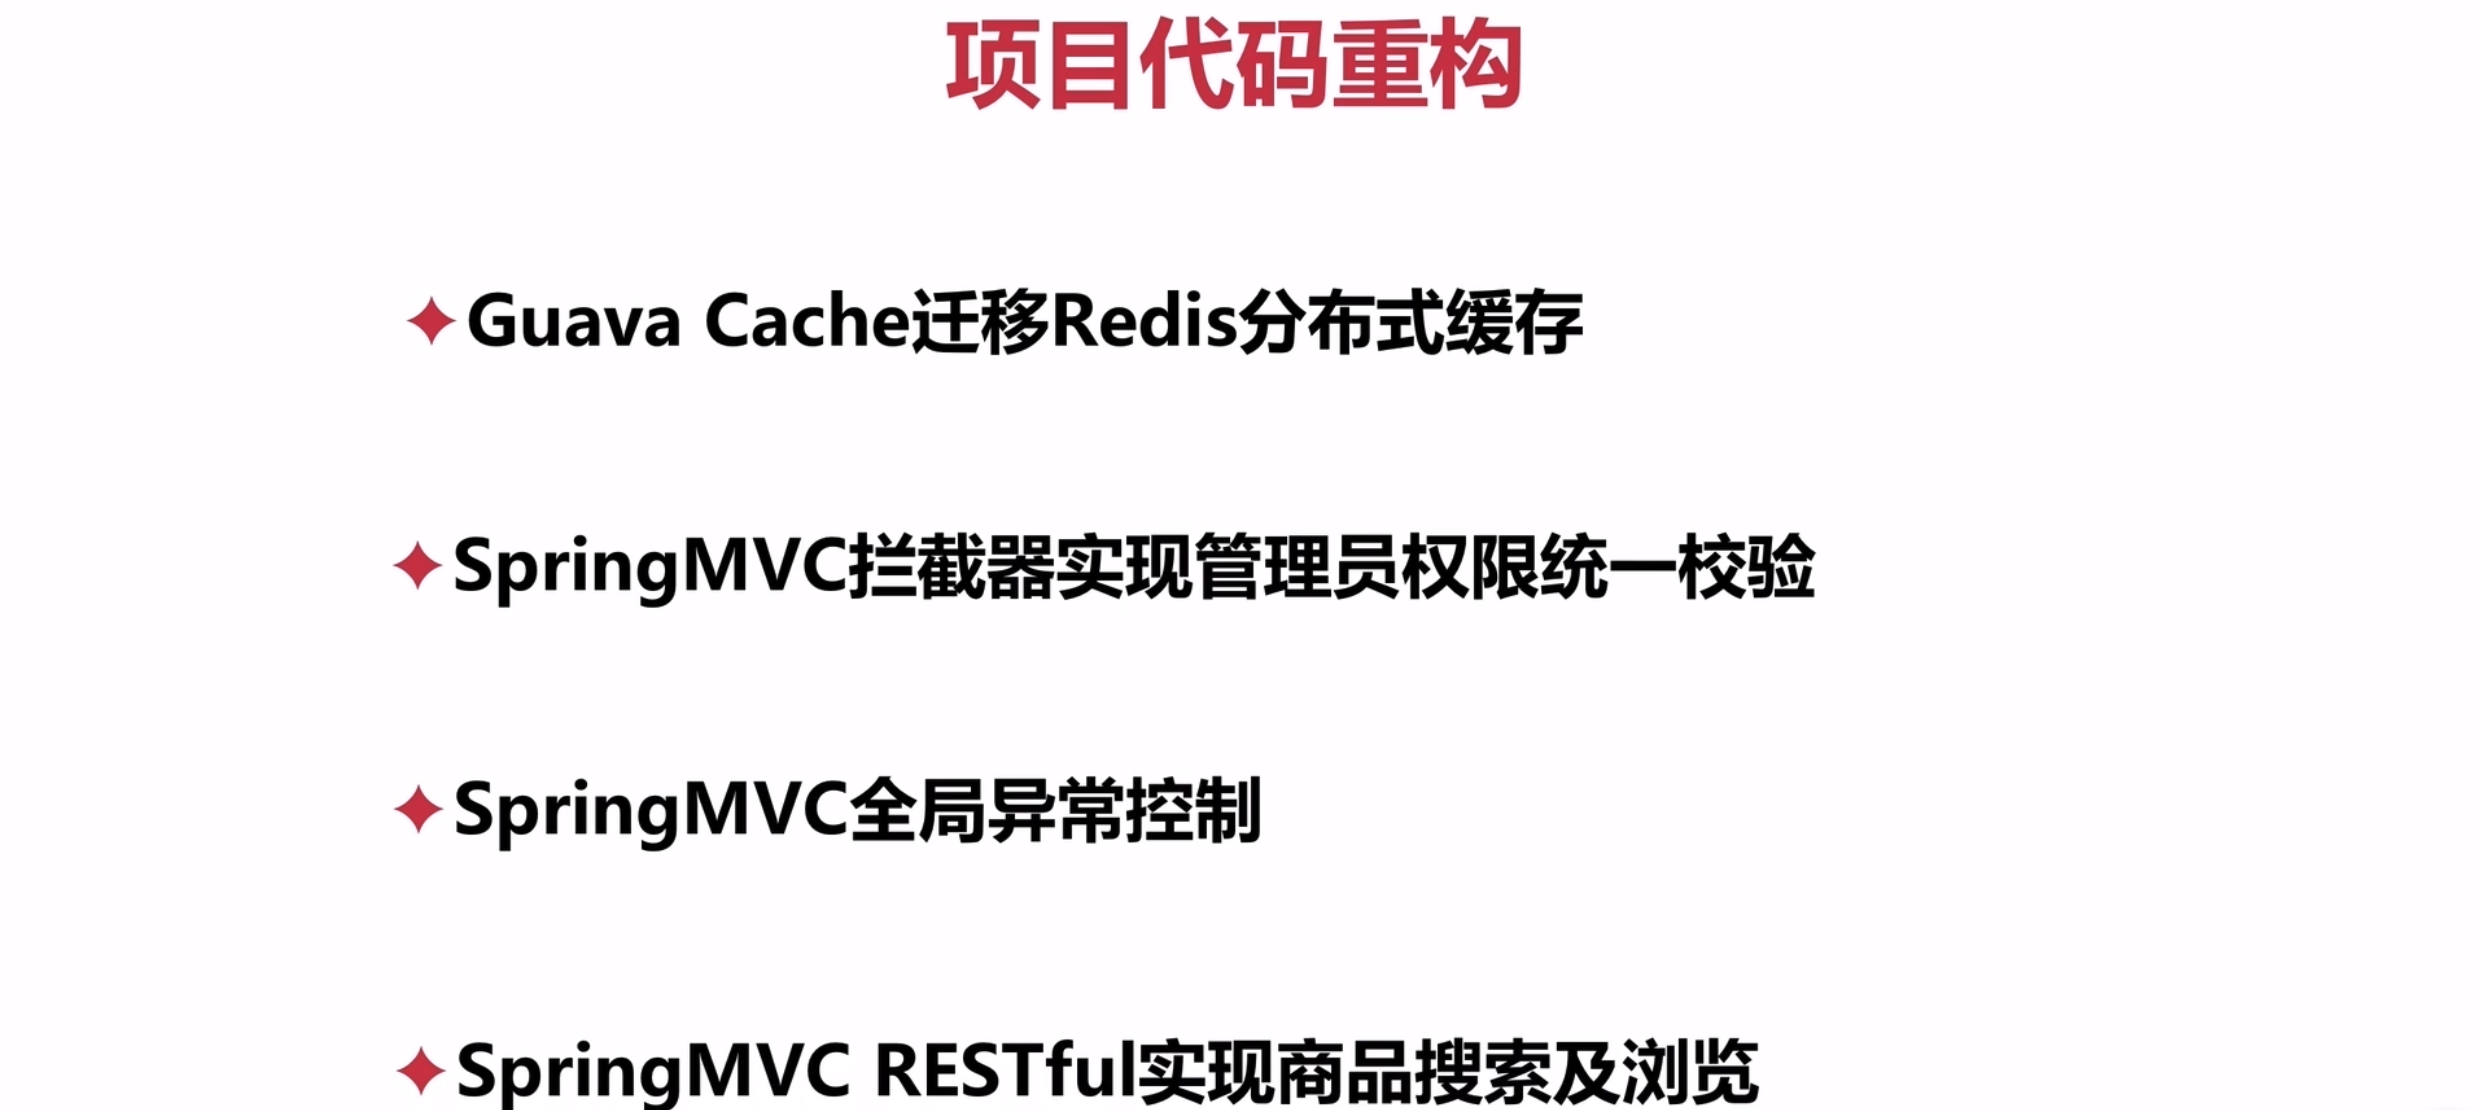 项目代码重构
Guava Cache迁移Redis分布式缓存
SpringMVC拦截器实现管理员权限统一校验
SpringMVC全局异常控制
SpringMVC RESTful实现商品搜索及浏览